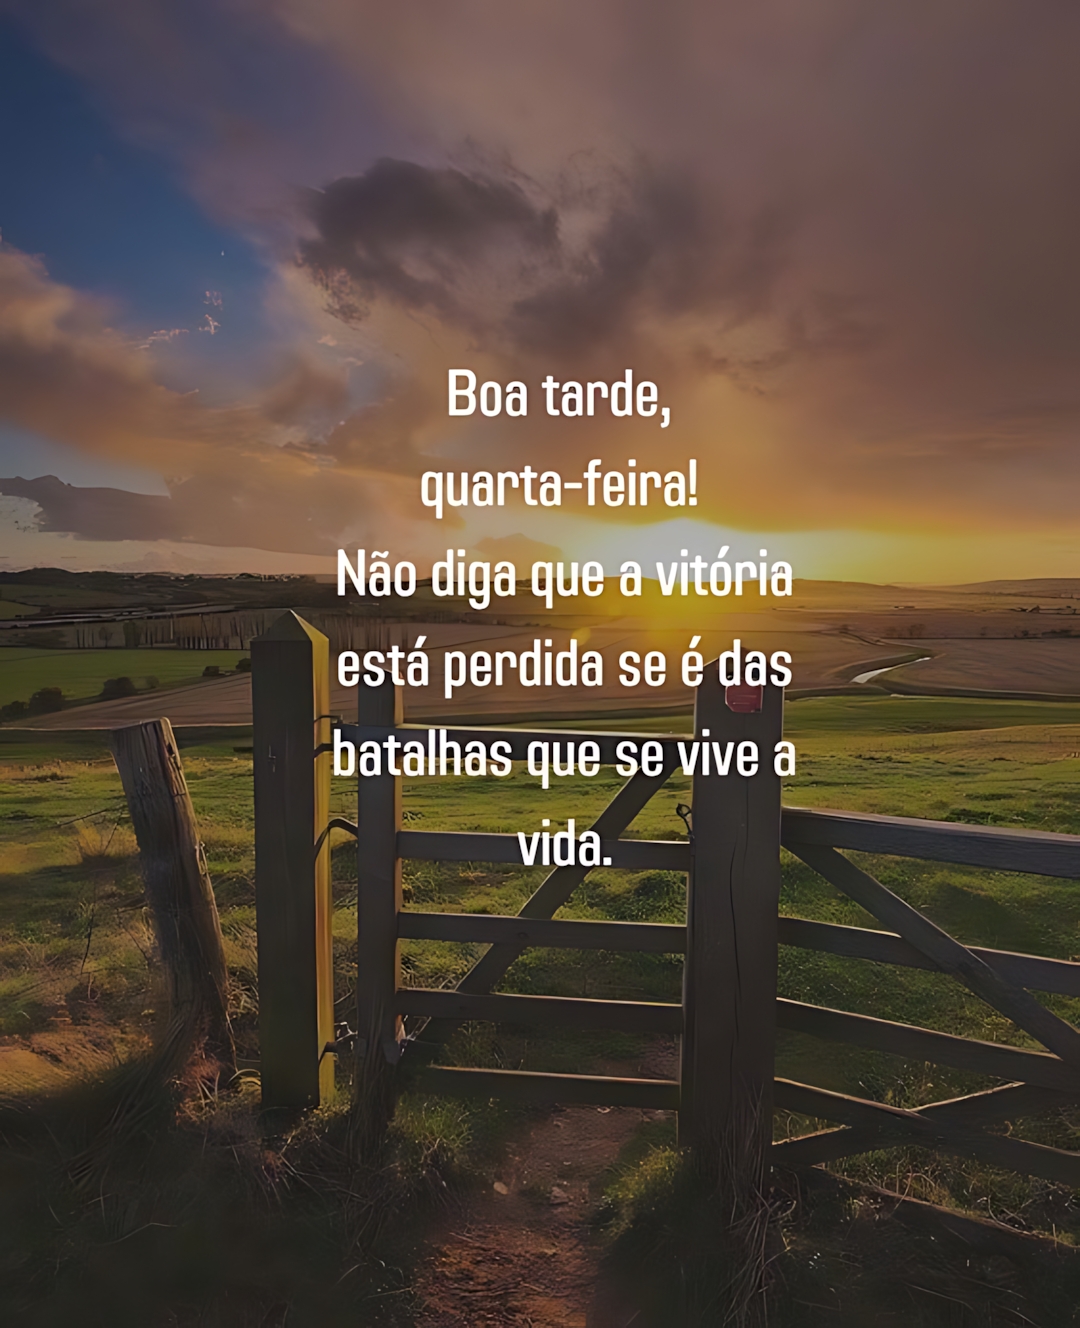 Boa tarde,
quarta-feira!
Não diga que a vitória
está perdida se é das
batalhas que se vive a
vida.